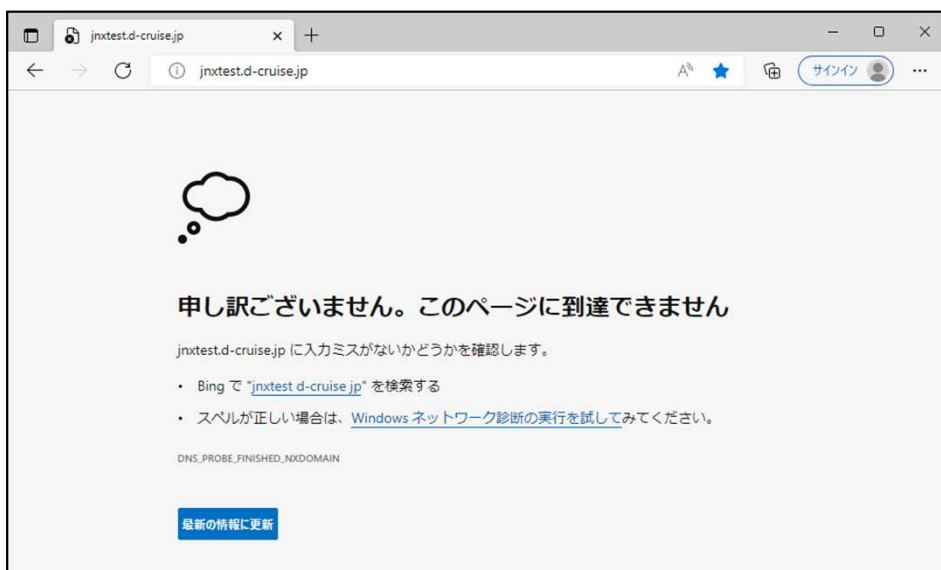 jnxtest.d-cruise.jp
jnxtest.d-cruise.jp
サインイン
申し訳ございません。このページに到達できません
jnxtest.d-cruise.jp に入力ミスがないかどうかを確認します。
• Bing で "jnxtest d-cruise jp" を検索する
• スペルが正しい場合は、Windows ネットワーク診断の実行を試してみてください。
DNS_PROBE_FINISHED_NXDOMAIN
最新の情報に更新